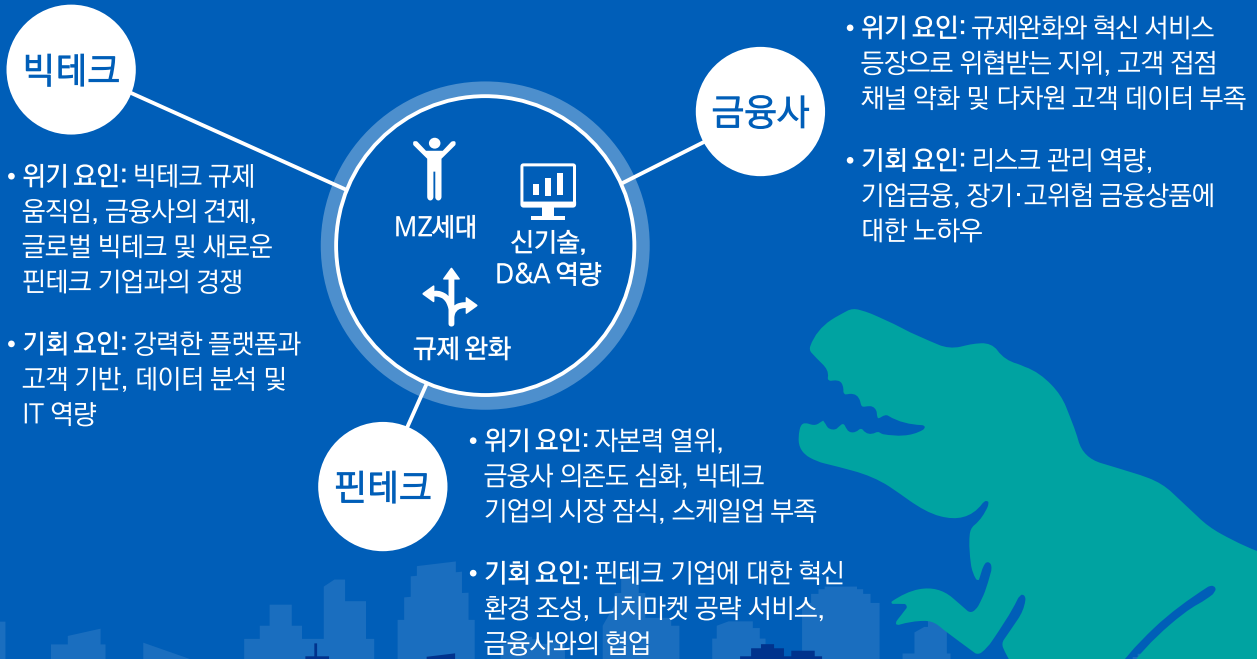 빅테크
• 위기 요인: 빅테크 규제
움직임, 금융사의 견제,
글로벌 빅테크 및 새로운
핀테크 기업과의 경쟁
• 기회 요인: 강력한 플랫폼과
고객 기반, 데이터 분석 및
IT 역량
MZ세대
신기술,
D&A 역량
규제 완화
금융사
• 위기 요인: 규제완화와 혁신 서비스
등장으로 위협받는 지위, 고객 접점
채널 약화 및 다차원 고객 데이터 부족
• 기회 요인: 리스크 관리 역량,
기업금융, 장기·고위험 금융상품에
대한 노하우
핀테크
• 위기 요인: 자본력 열위,
금융사 의존도 심화, 빅테크
기업의 시장 잠식, 스케일업 부족
• 기회 요인: 핀테크 기업에 대한 혁신
환경 조성, 니치마켓 공략 서비스,
금융사와의 협업